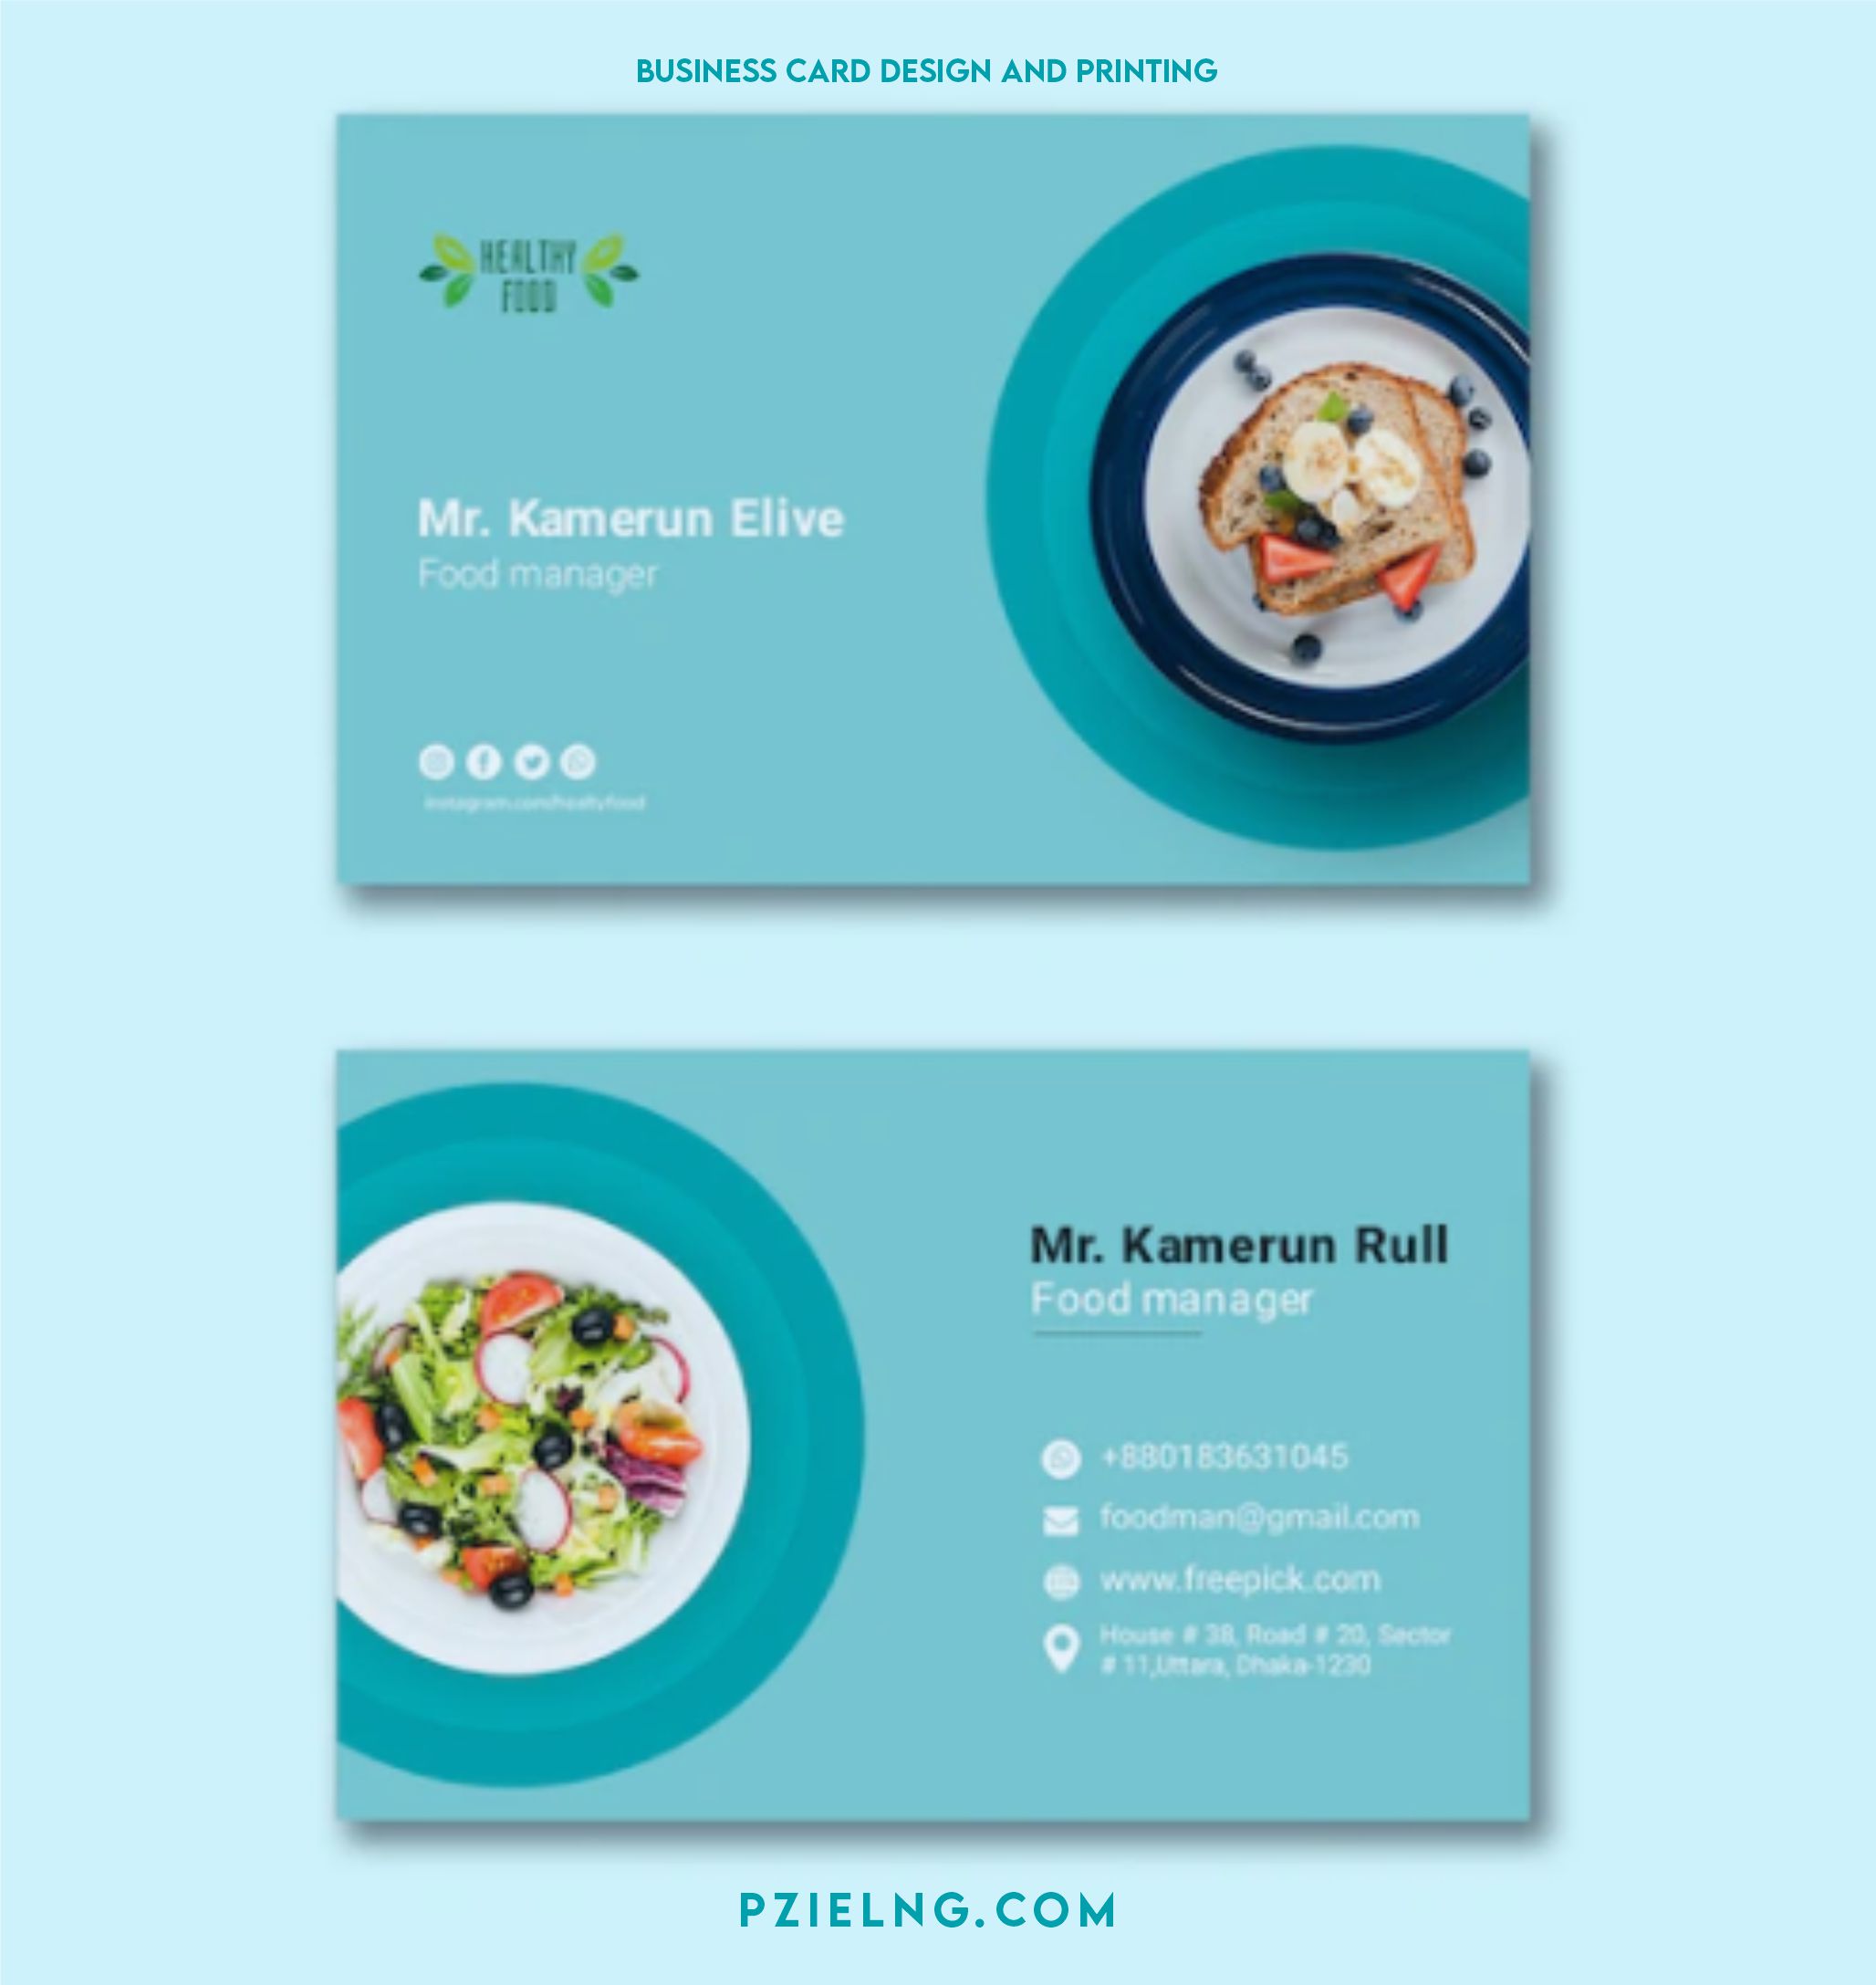 BUSINESS CARD DESIGN AND PRINTING
HEALTHY
FOOD
Mr. Kamerun Elive
Food manager
instagram.com/healtyfood
Mr. Kamerun Rull
Food manager
+880183631045
foodman@gmail.com
www.freepick.com
House # 38, Road # 20, Sector
# 11,Uttara, Dhaka-1230
PZIELNG.COM